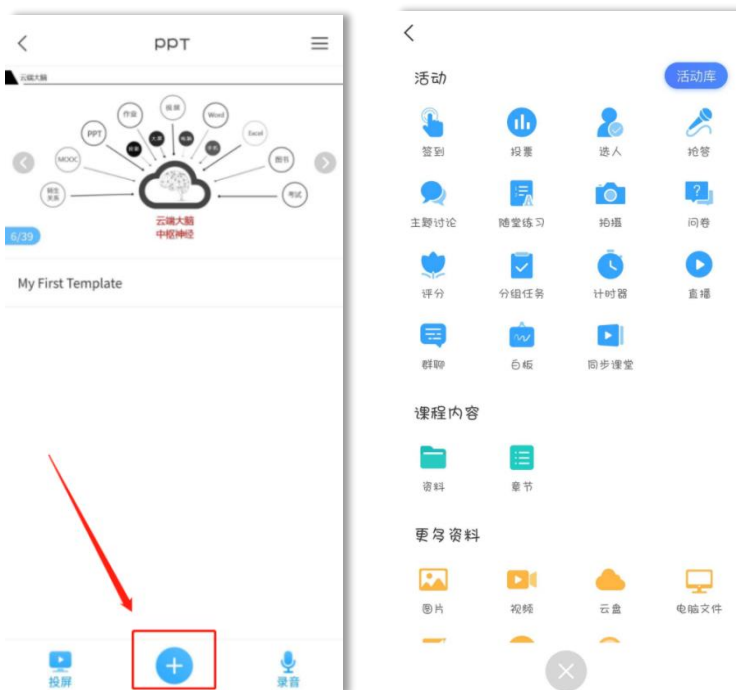 PPT
云端大脑
作业
视频
Word
PPT
Excel
MOOC
图书
考试
云端大脑
中枢神经
6/39
My First Template
投屏
录音
活动
活动库
签到
投票
选人
抢答
主题讨论
随堂练习
拍摄
问卷
评分
分组任务
计时器
直播
群聊
白板
同步课堂
课程内容
资料
章节
更多资料
图片
视频
云盘
电脑文件